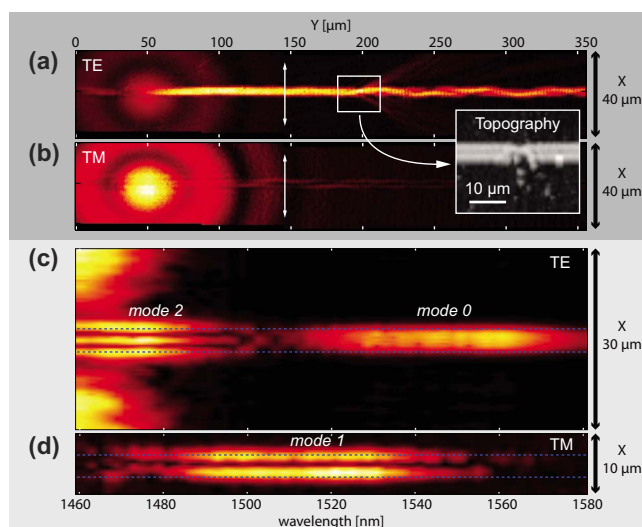 Y [µm]
0 50 100 150 200 250 300 350
(a) TE
X
40 µm
Topography
10 µm
(b) TM
X
40 µm
(c) TE
mode 2
mode 0
X
30 µm
(d) mode 1 TM
X
10 µm
1460 1480 1500 1520 1540 1560 1580
wavelength [nm]